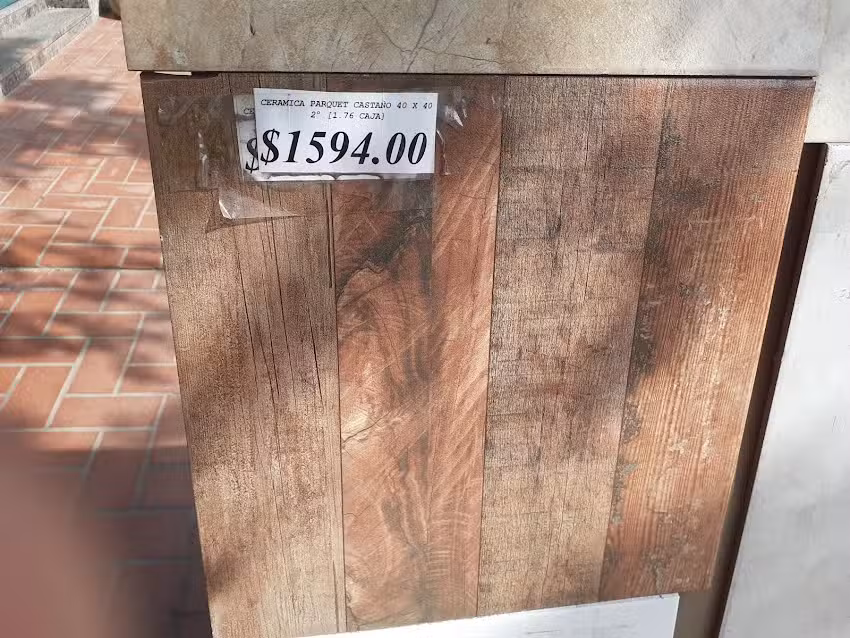 CERAMICA PARQUET CASTAÑO 40 X 40
2° [1.76 CAJA)
$1594.00